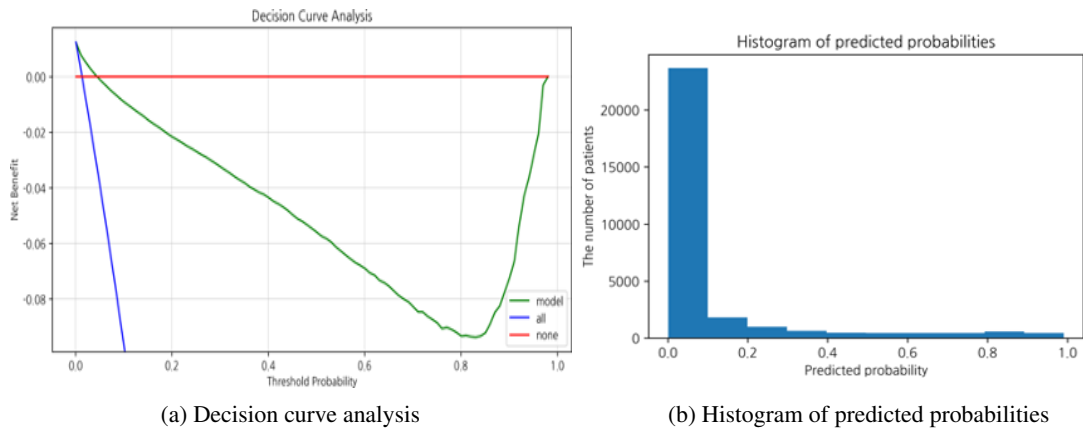 Decision Curve Analysis
Net Benefit
0.00
-0.02
-0.04
-0.06
-0.08
0.0 0.2 0.4 0.6 0.8 1.0
Threshold Probability
model
all
none
(a) Decision curve analysis
Histogram of predicted probabilities
The number of patients
20000
15000
10000
5000
0
0.0 0.2 0.4 0.6 0.8 1.0
Predicted probability
(b) Histogram of predicted probabilities